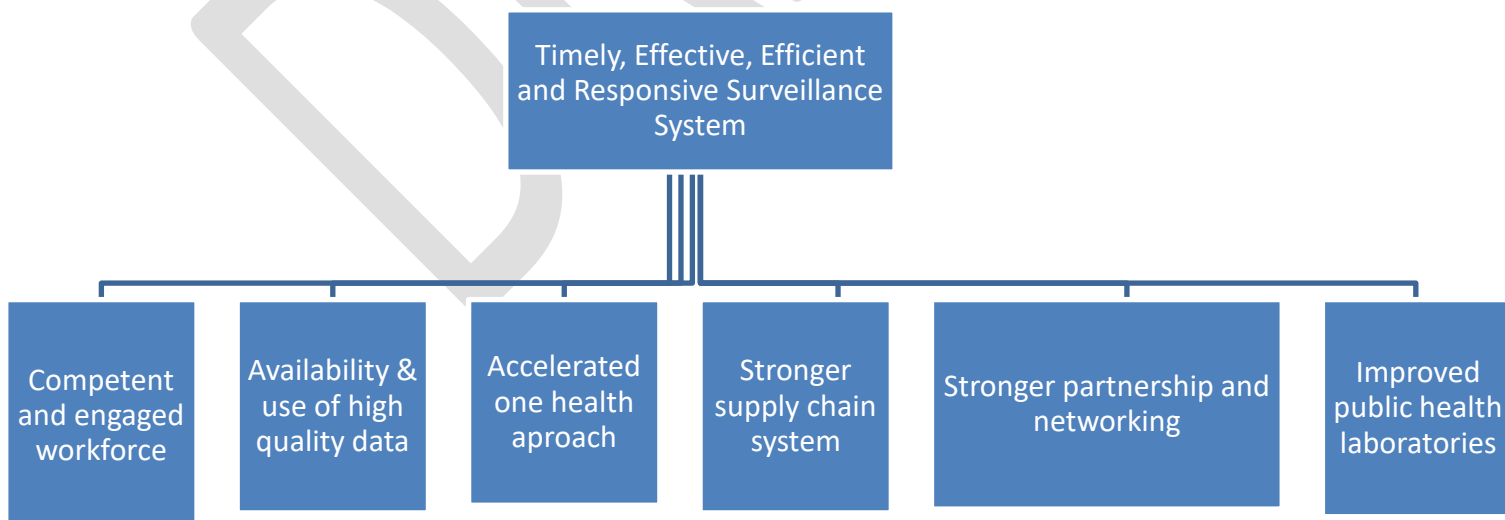 Timely, Effective, Efficient
and Responsive Surveillance
System
Competent
and engaged
workforce
Availability &
use of high
quality data
Accelerated
one health
aproach
Stronger
supply chain
system
Stronger partnership and
networking
Improved
public health
laboratories